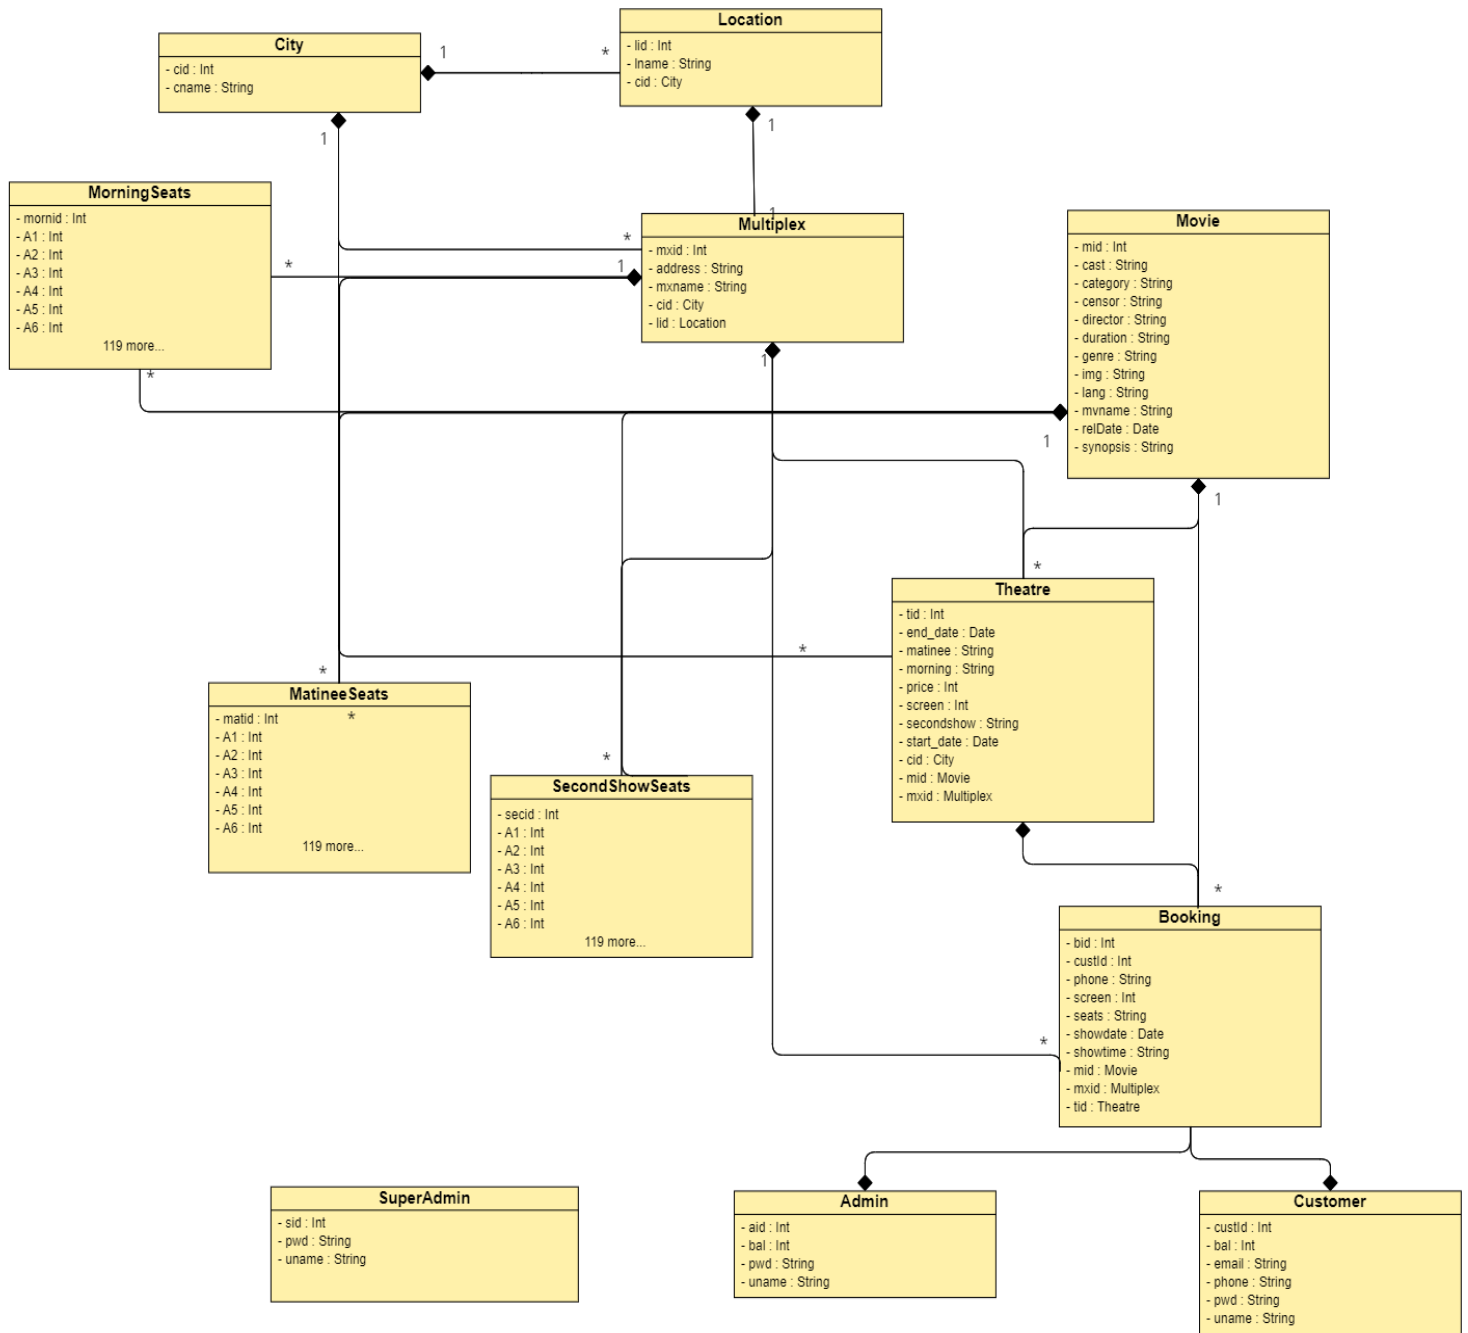 City
- cid : Int
- cname : String
1
*
Location
- lid : Int
- lname : String
- cid : City
1
1
MorningSeats
- mornid : Int
- A1 : Int
- A2 : Int
- A3 : Int
- A4 : Int
- A5 : Int
- A6 : Int
119 more...
*
*
1
*
1
Multiplex
- mxid : Int
- address : String
- mxname : String
- cid : City
- lid : Location
1
Movie
- mid : Int
- cast : String
- category : String
- censor : String
- director : String
- duration : String
- genre : String
- img : String
- lang : String
- mvname : String
- relDate : Date
- synopsis : String
1
1
*
Theatre
- tid : Int
- end_date : Date
- matinee : String
- morning : String
- price : Int
- screen : Int
- secondshow : String
- start_date : Date
- cid : City
- mid : Movie
- mxid : Multiplex
*
*
MatineeSeats
- matid : Int
*
- A1 : Int
- A2 : Int
- A3 : Int
- A4 : Int
- A5 : Int
- A6 : Int
119 more...
*
SecondShowSeats
- secid : Int
- A1 : Int
- A2 : Int
- A3 : Int
- A4 : Int
- A5 : Int
- A6 : Int
119 more...
*
Booking
- bid : Int
- custId : Int
- phone : String
- screen : Int
- seats : String
- showdate : Date
- showtime : String
- mid : Movie
- mxid : Multiplex
- tid : Theatre
*
SuperAdmin
- sid : Int
- pwd : String
- uname : String
Admin
- aid : Int
- bal : Int
- pwd : String
- uname : String
Customer
- custId : Int
- bal : Int
- email : String
- phone : String
- pwd : String
- uname : String